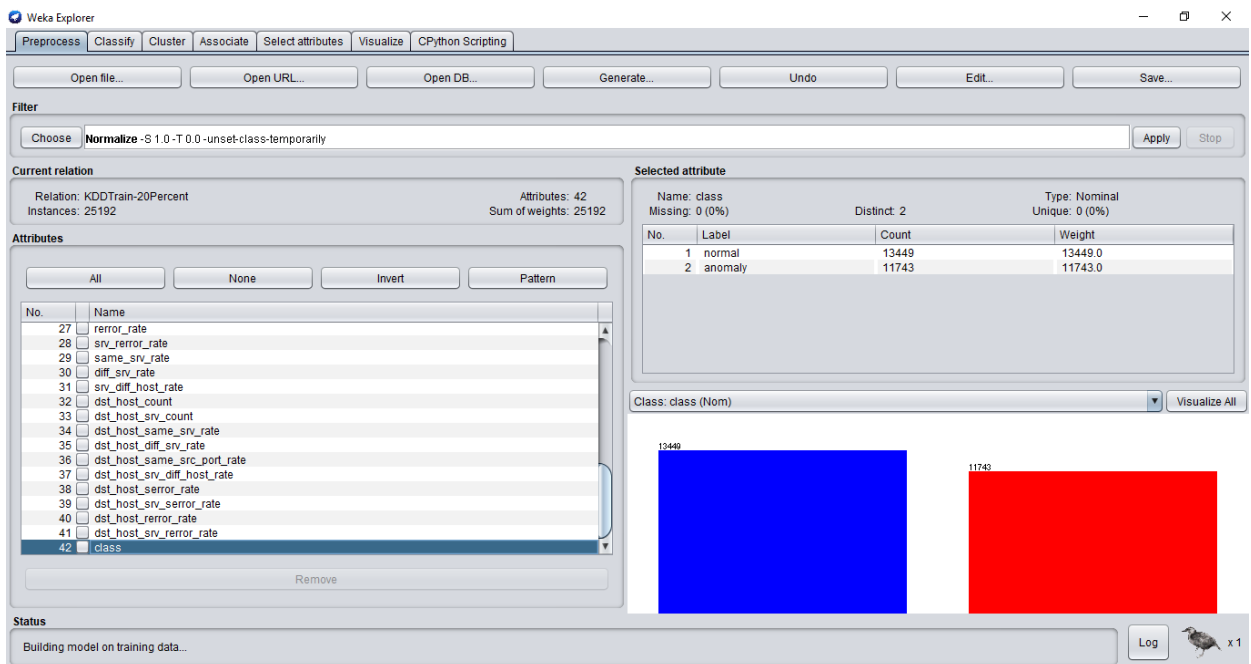 Weka Explorer
Preprocess Classify Cluster Associate Select attributes Visualize CPython Scripting
Open file... Open URL... Open DB... Generate... Undo Edit... Save...
Filter
Choose Normalize -S 1.0 -T 0.0 -unset-class-temporarily Apply Stop
Current relation
Relation: KDDTrain-20Percent Attributes: 42
Instances: 25192 Sum of weights: 25192
Selected attribute
Name: class Type: Nominal
Missing: 0 (0%) Distinct: 2 Unique: 0 (0%)
No. Label Count Weight
1 normal 13449 13449.0
2 anomaly 11743 11743.0
Attributes
All None Invert Pattern
No. Name
27 rerror_rate
28 srv_rerror_rate
29 same_srv_rate
30 diff_srv_rate
31 srv_diff_host_rate
32 dst_host_count
33 dst_host_srv_count
34 dst_host_same_srv_rate
35 dst_host_diff_srv_rate
36 dst_host_same_src_port_rate
37 dst_host_srv_diff_host_rate
38 dst_host_serror_rate
39 dst_host_srv_serror_rate
40 dst_host_rerror_rate
41 dst_host_srv_rerror_rate
42 class
Remove
Class: class (Nom) Visualize All
13449
11743
Status
Building model on training data...
Log x 1